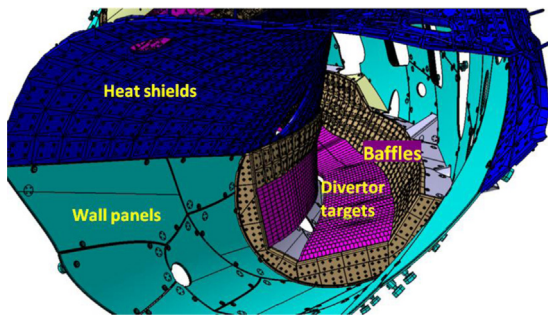 Heat shields
Baffles
Divertor
targets
Wall panels